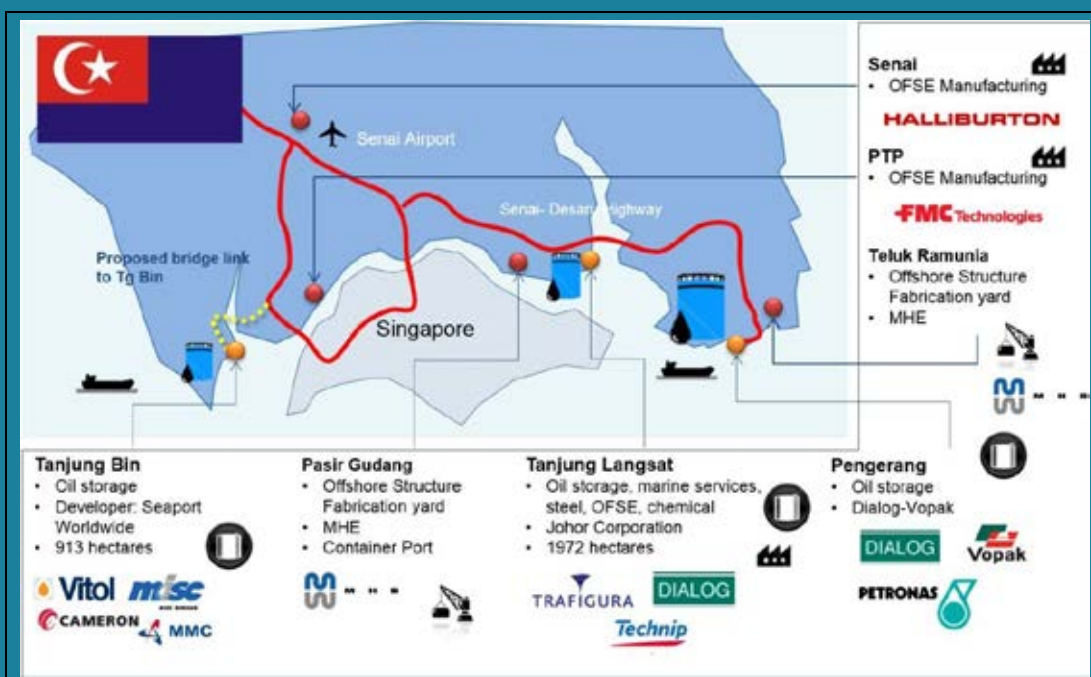 Senai Airport
Senai- Desaru Highway
Proposed bridge link
to Tg Bin
Singapore
Senai
• OFSE Manufacturing
HALLIBURTON
PTP
• OFSE Manufacturing
FMC Technologies
Teluk Ramunia
• Offshore Structure
Fabrication yard
• MHE
Tanjung Bin
• Oil storage
• Developer: Seaport
Worldwide
• 913 hectares
Vitol
misc
CAMERON
MMC
Pasir Gudang
• Offshore Structure
Fabrication yard
• MHE
• Container Port
Tanjung Langsat
• Oil storage, marine services,
steel, OFSE, chemical
• Johor Corporation
• 1972 hectares
TRAFIGURA
DIALOG
Technip
Pengerang
• Oil storage
• Dialog-Vopak
DIALOG
Vopak
PETRONAS